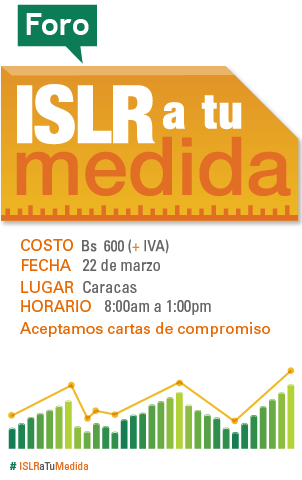 Foro
ISLR a tu
medida
COSTO Bs 600 (+ IVA)
FECHA 22 de marzo
LUGAR Caracas
HORARIO 8:00am a 1:00pm
Aceptamos cartas de compromiso
# ISLRaTuMedida